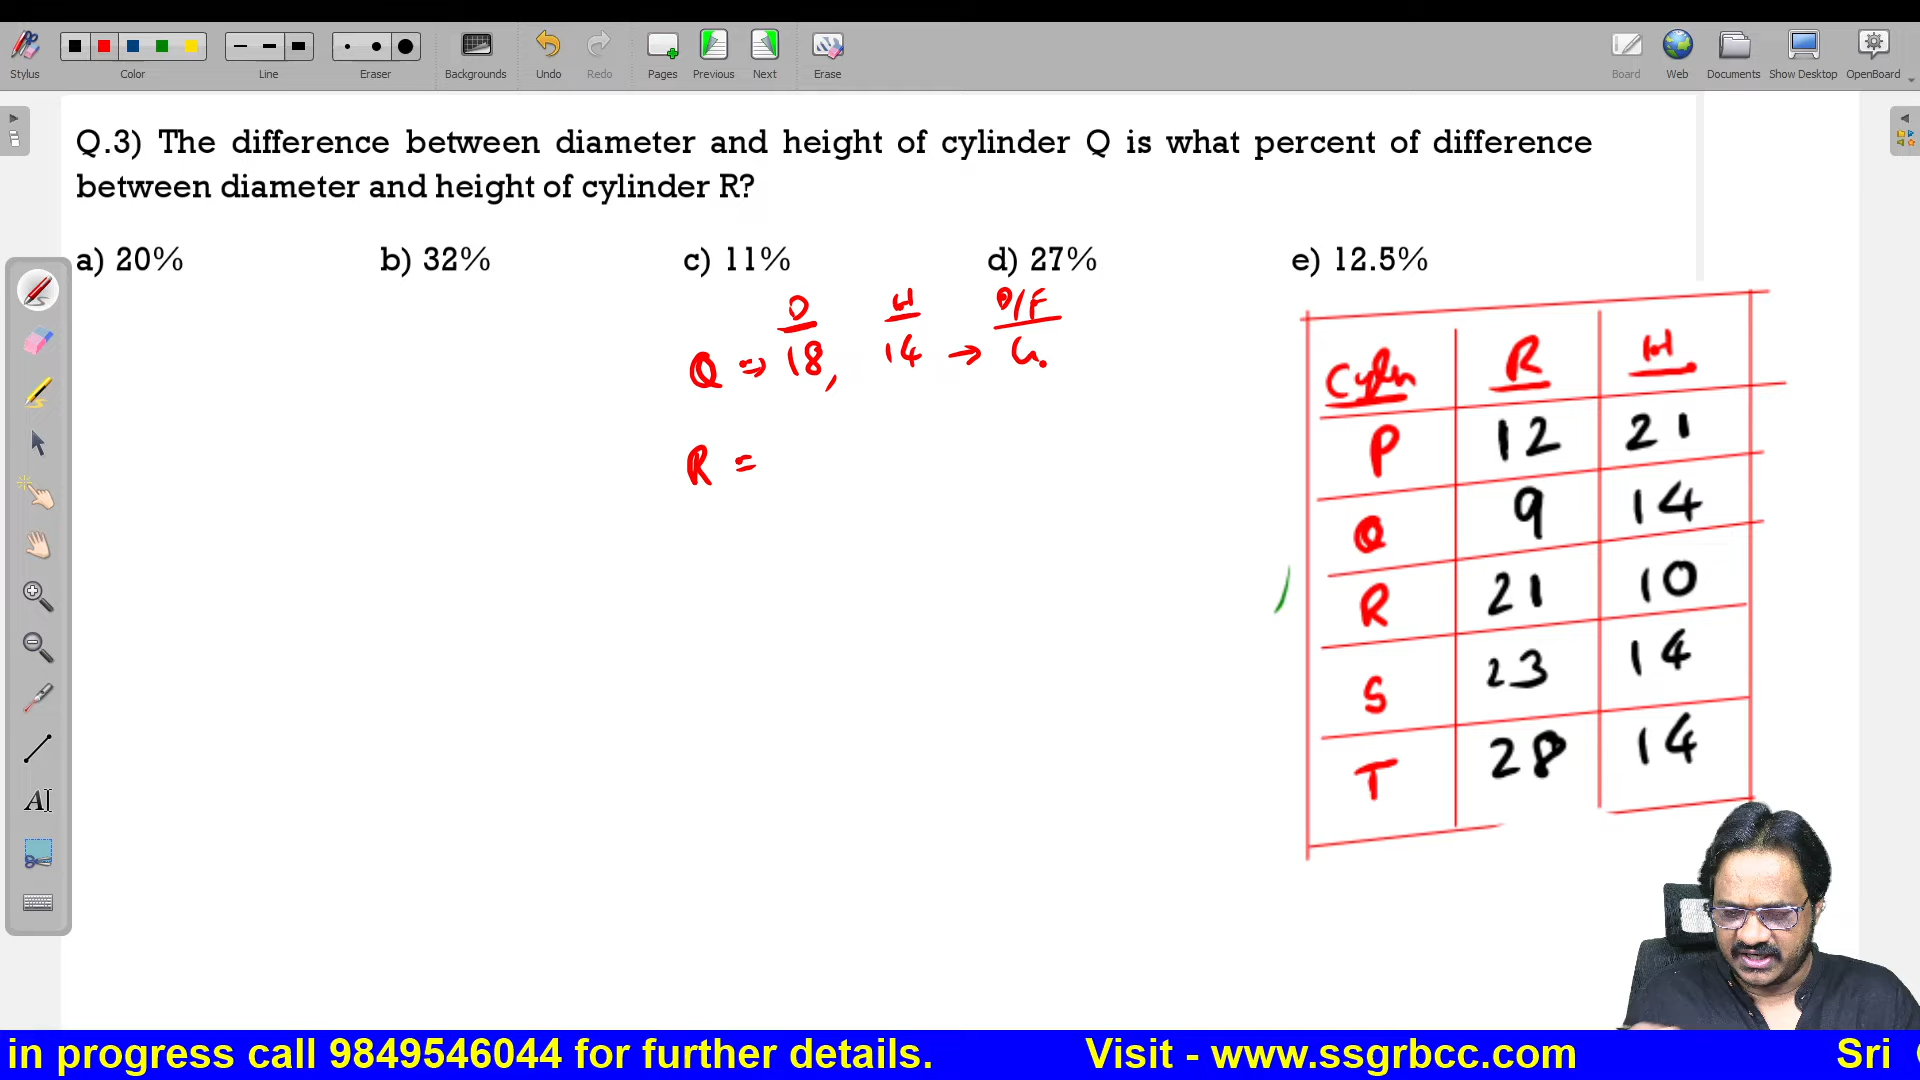 Stylus
Color
Line
Eraser
Backgrounds
Undo
Redo
Pages
Previous
Next
Erase
Board
Web
Documents
Show Desktop
OpenBoard
Q.3) The difference between diameter and height of cylinder Q is what percent of difference
between diameter and height of cylinder R?
a) 20% b) 32% c) 11% d) 27% e) 12.5%
D H DIF
Q => 18, 14 → 4.
R =
R H
P 12 21
Q 9 14
R 21 10
S 23 14
T 28 14
in progress call 9849546044 for further details. Visit - www.ssgrbcc.com Sri